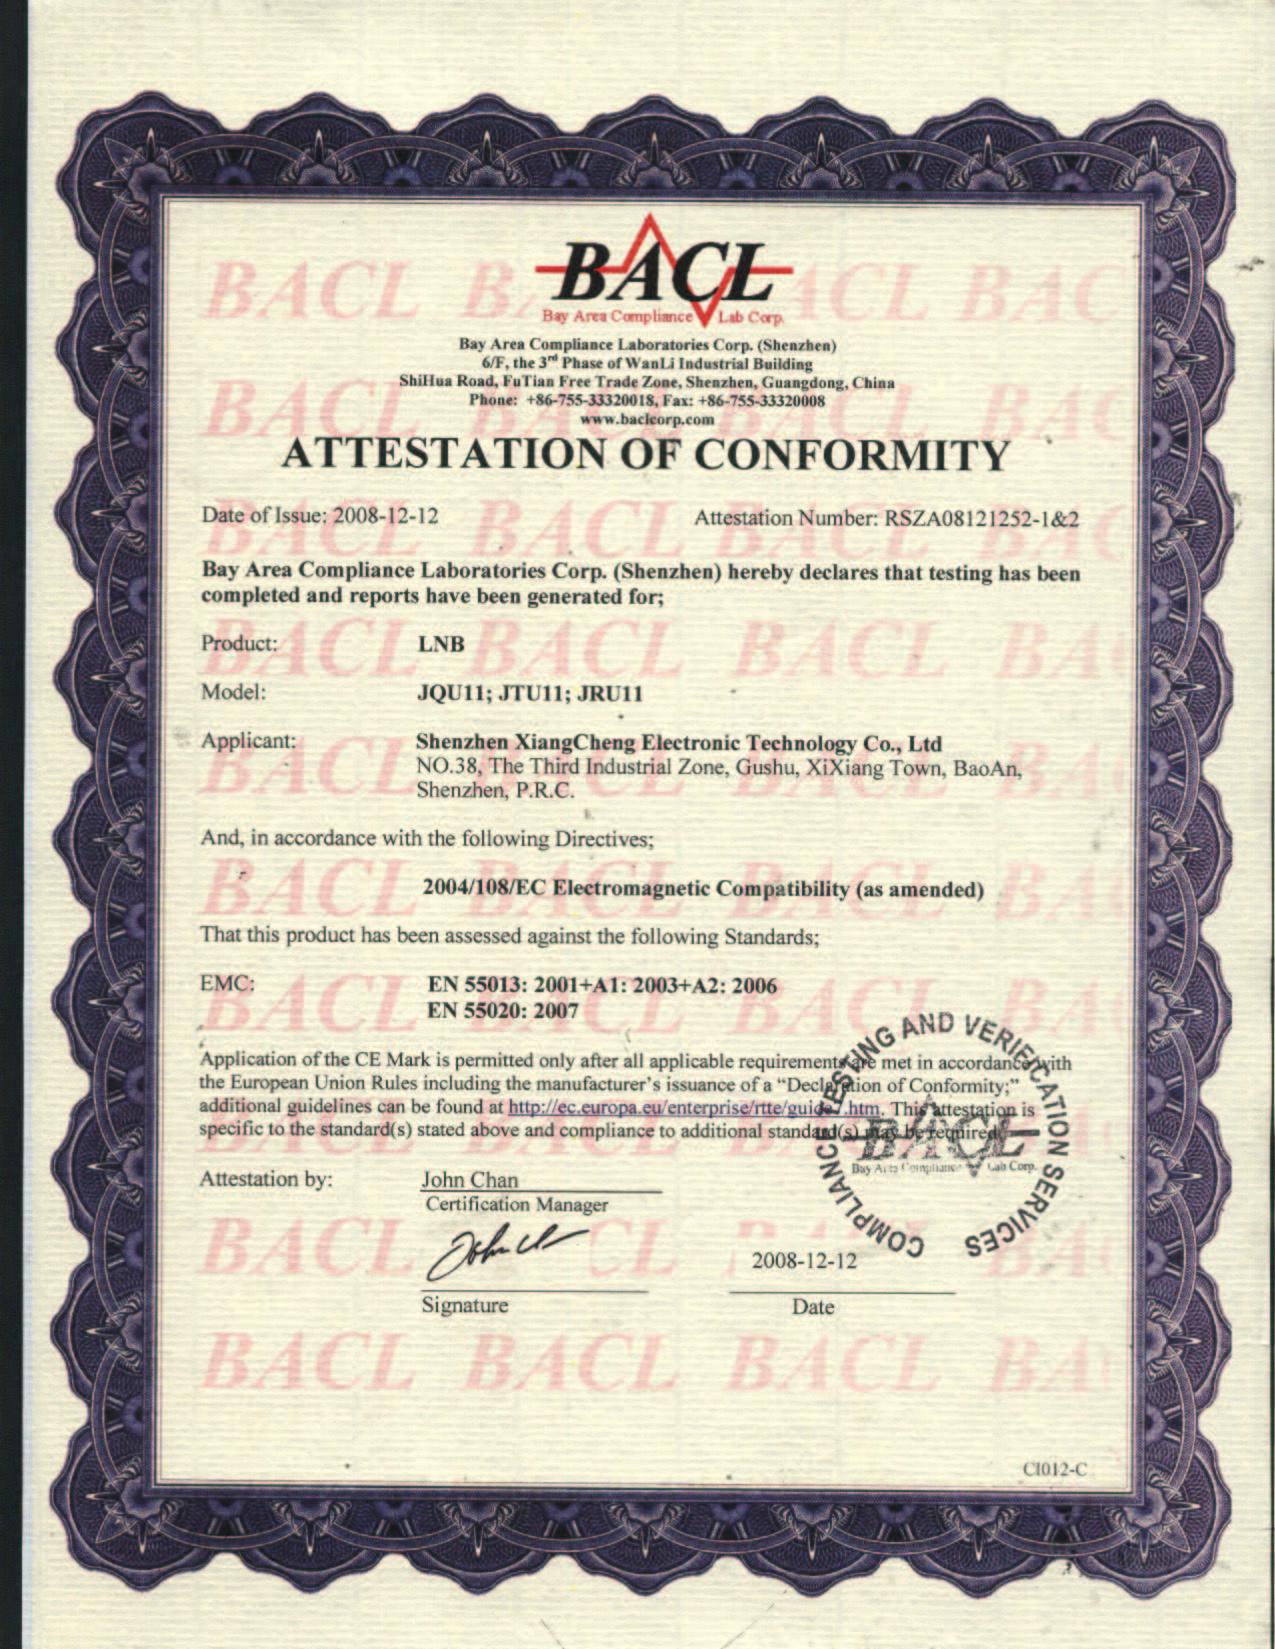 BACL
Bay Area Compliance Lab Corp.
Bay Area Compliance Laboratories Corp. (Shenzhen)
6/F, the 3rd Phase of WanLi Industrial Building
ShiHua Road, FuTian Free Trade Zone, Shenzhen, Guangdong, China
Phone: +86-755-33320018, Fax: +86-755-33320008
www.baclcorp.com
ATTESTATION OF CONFORMITY
Date of Issue: 2008-12-12 Attestation Number: RSZA08121252-1&2
Bay Area Compliance Laboratories Corp. (Shenzhen) hereby declares that testing has been
completed and reports have been generated for;
Product: LNB
Model: JQU11; JTU11; JRU11
Applicant: Shenzhen XiangCheng Electronic Technology Co., Ltd
NO.38, The Third Industrial Zone, Gushu, XiXiang Town, BaoAn,
Shenzhen, P.R.C.
And, in accordance with the following Directives;
2004/108/EC Electromagnetic Compatibility (as amended)
That this product has been assessed against the following Standards;
EMC: EN 55013: 2001+A1: 2003+A2: 2006
EN 55020: 2007
Application of the CE Mark is permitted only after all applicable requirements are met in accordance with
the European Union Rules including the manufacturer's issuance of a "Declaration of Conformity;"
additional guidelines can be found at http://ec.europa.eu/enterprise/rtte/guides.htm. This attestation is
specific to the standard(s) stated above and compliance to additional standard(s) may be required.
COMPLIANCE TESTING AND VERIFICATION SERVICES
BACL
Bay Area Compliance Lab Corp.
Attestation by: John Chan
Certification Manager
2008-12-12
Signature Date
CI012-C